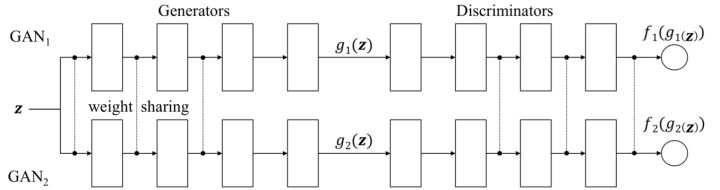 Generators
Discriminators
GAN₁
g₁(z)
f₁(g₁(z))
z
weight sharing
g₂(z)
f₂(g₂(z))
GAN₂